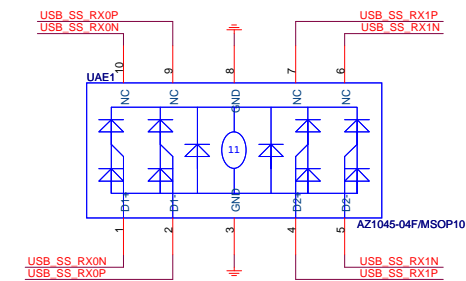 USB_SS_RX0P
USB_SS_RX0N
USB_SS_RX1P
USB_SS_RX1N
10
9
8
7
6
UAE1
NC
NC
GND
NC
NC
11
D1+
D1-
GND
D2+
D2-
AZ1045-04F/MSOP10
1
2
3
4
5
USB_SS_RX0N
USB_SS_RX0P
USB_SS_RX1N
USB_SS_RX1P